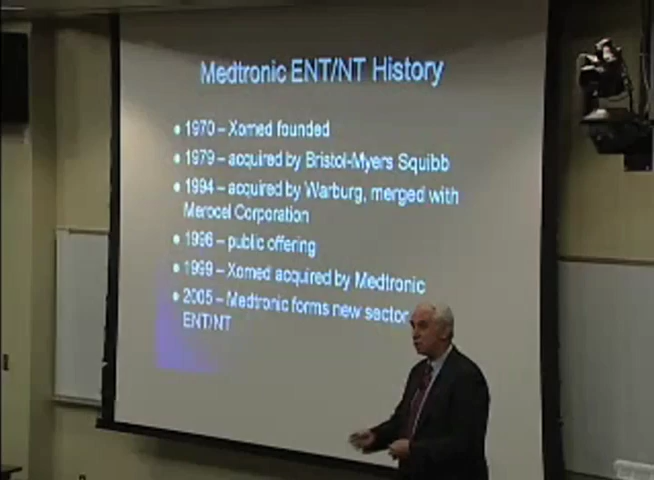 Medtronic ENT/NT History
• 1970 – Xomed founded
• 1979 – acquired by Bristol-Myers Squibb
• 1994 – acquired by Warburg, merged with
Merocel Corporation
• 1996 – public offering
• 1999 – Xomed acquired by Medtronic
• 2005 – Medtronic forms new sector
ENT/NT